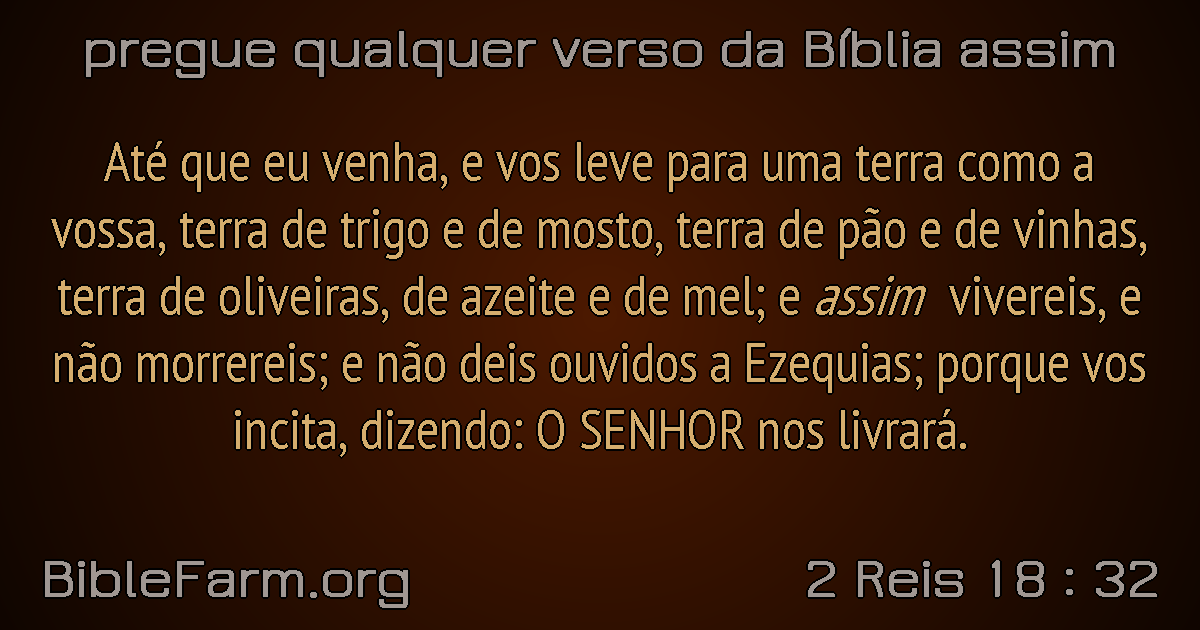 pregue qualquer verso da Bíblia assim
Até que eu venha, e vos leve para uma terra como a
vossa, terra de trigo e de mosto, terra de pão e de vinhas,
terra de oliveiras, de azeite e de mel; e assim vivereis, e
não morrereis; e não deis ouvidos a Ezequias; porque vos
incita, dizendo: O SENHOR nos livrará.
BibleFarm.org
2 Reis 18 : 32